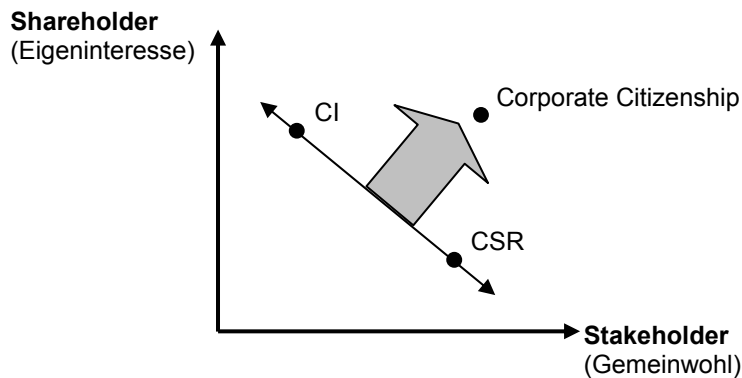 Shareholder
(Eigeninteresse)
CI
Corporate Citizenship
CSR
Stakeholder
(Gemeinwohl)